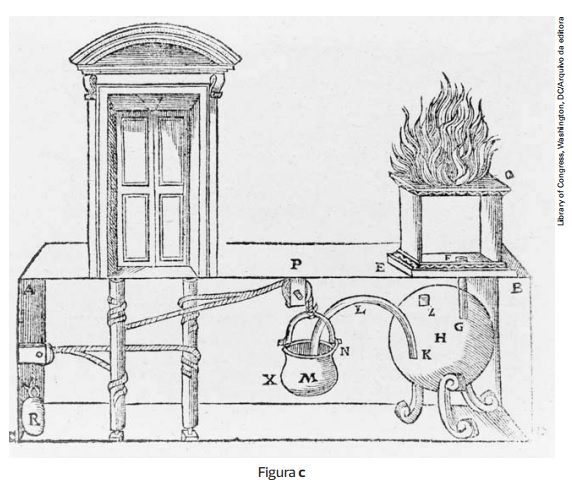 Library of Congress, Washington, DC/Arquivo da editora
P
E
F
A
B
Z
G
L
H
K
N
X
M
R
Figura c